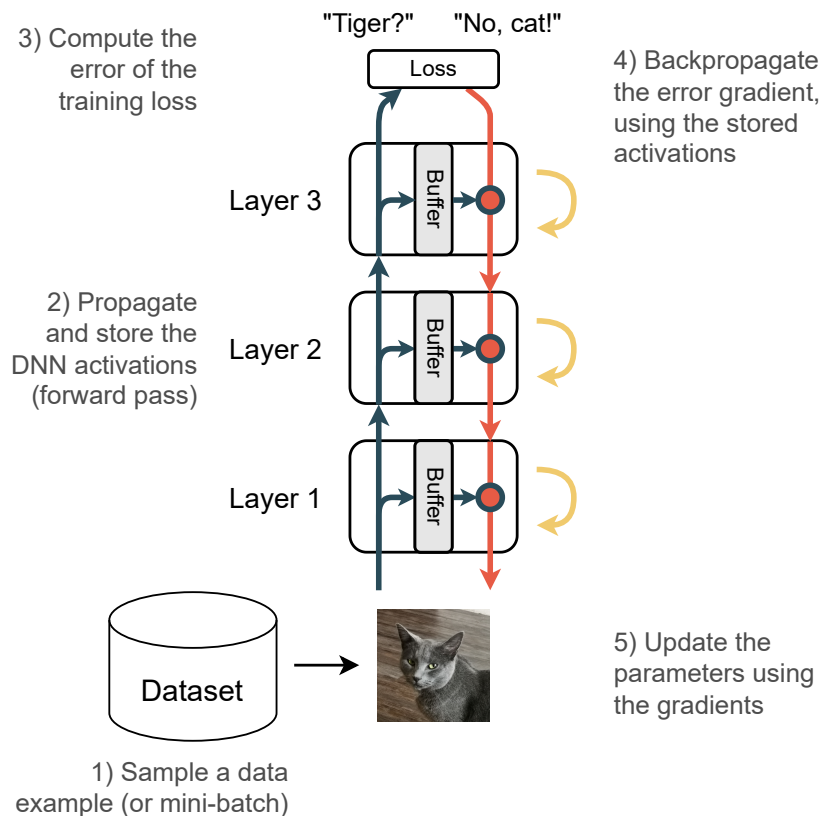 "Tiger?" "No, cat!"
3) Compute the
error of the
training loss
Loss
4) Backpropagate
the error gradient,
using the stored
activations
Layer 3
Buffer
2) Propagate
and store the
DNN activations
(forward pass)
Layer 2
Buffer
Layer 1
Buffer
Dataset
5) Update the
parameters using
the gradients
1) Sample a data
example (or mini-batch)